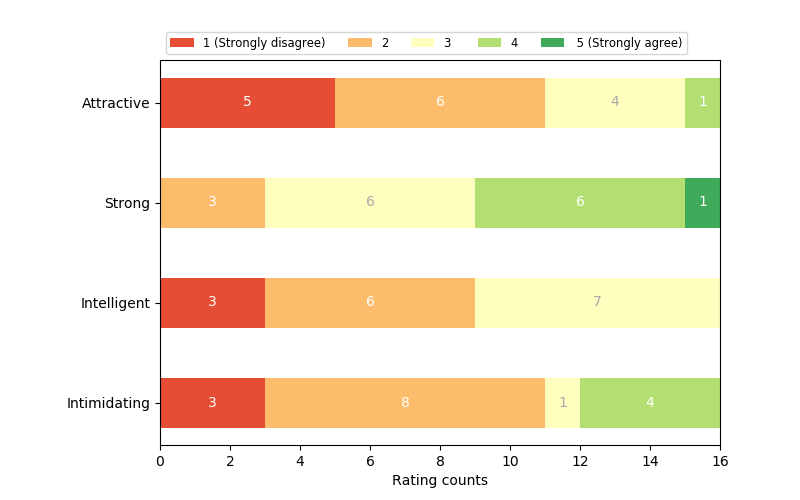 1 (Strongly disagree) 2 3 4 5 (Strongly agree)
Attractive 5 6 4 1
Strong 3 6 6 1
Intelligent 3 6 7
Intimidating 3 8 1 4
0 2 4 6 8 10 12 14 16
Rating counts